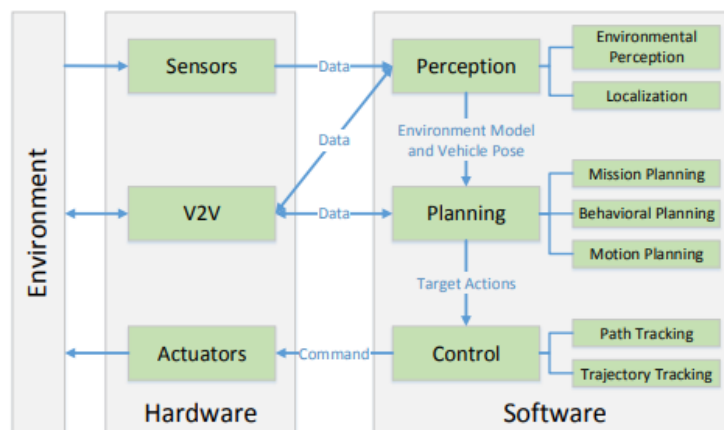 Environment
Sensors
V2V
Actuators
Hardware
Data
Data
Data
Command
Perception
Environment Model
and Vehicle Pose
Planning
Target Actions
Control
Environmental
Perception
Localization
Mission Planning
Behavioral Planning
Motion Planning
Path Tracking
Trajectory Tracking
Software